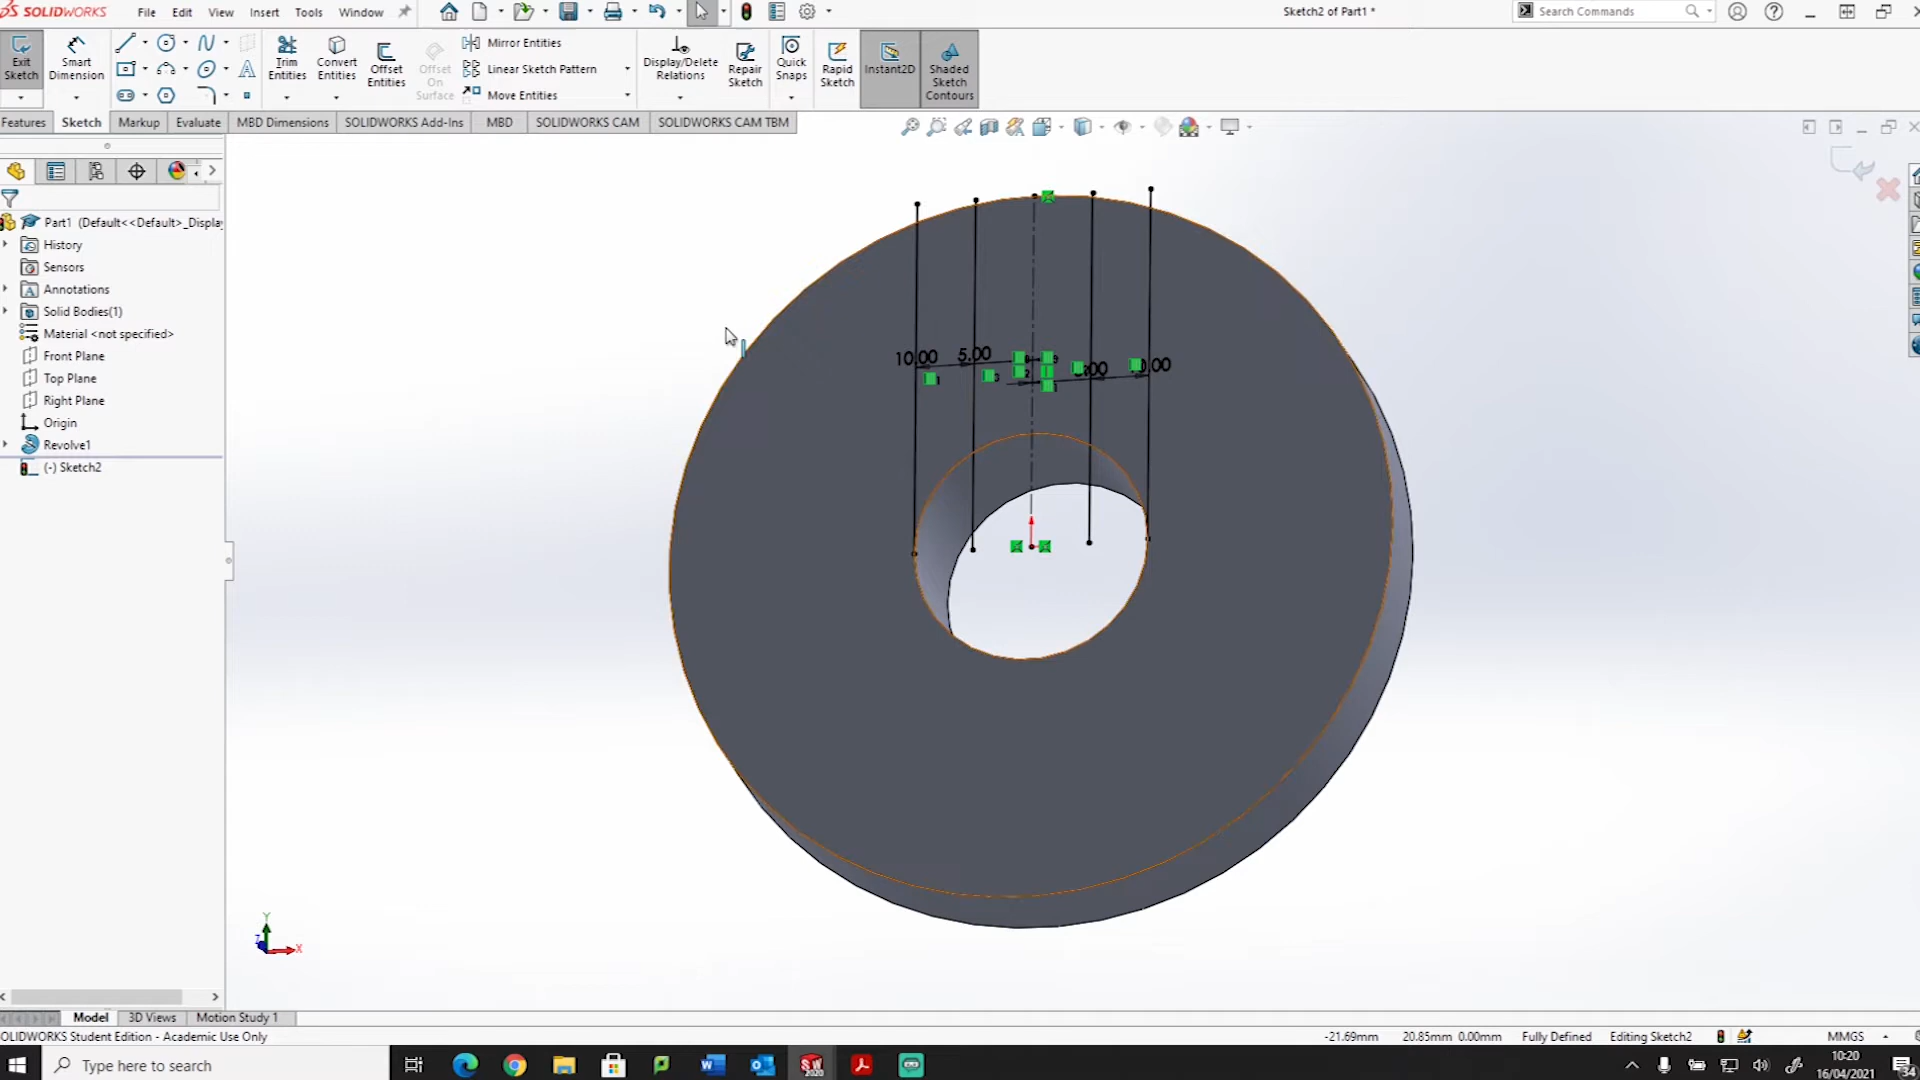 SOLIDWORKS File Edit View Insert Tools Window
Sketch2 of Part1 *
Search Commands
Exit Sketch
Smart Dimension
Trim Entities
Convert Entities
Offset Entities
Offset On Surface
Mirror Entities
Linear Sketch Pattern
Move Entities
Display/Delete Relations
Repair Sketch
Quick Snaps
Rapid Sketch
Instant2D
Shaded Sketch Contours
Features Sketch Markup Evaluate MBD Dimensions SOLIDWORKS Add-Ins MBD SOLIDWORKS CAM SOLIDWORKS CAM TBM
Part1 (Default<<Default>_Displa
History
Sensors
Annotations
Solid Bodies(1)
Material <not specified>
Front Plane
Top Plane
Right Plane
Origin
Revolve1
(-) Sketch2
10.00 5.00
Y
X
Z
Model 3D Views Motion Study 1
OLIDWORKS Student Edition - Academic Use Only
-21.69mm 20.85mm 0.00mm Fully Defined Editing Sketch2 MMGS
Type here to search
10:20
16/04/2021
34